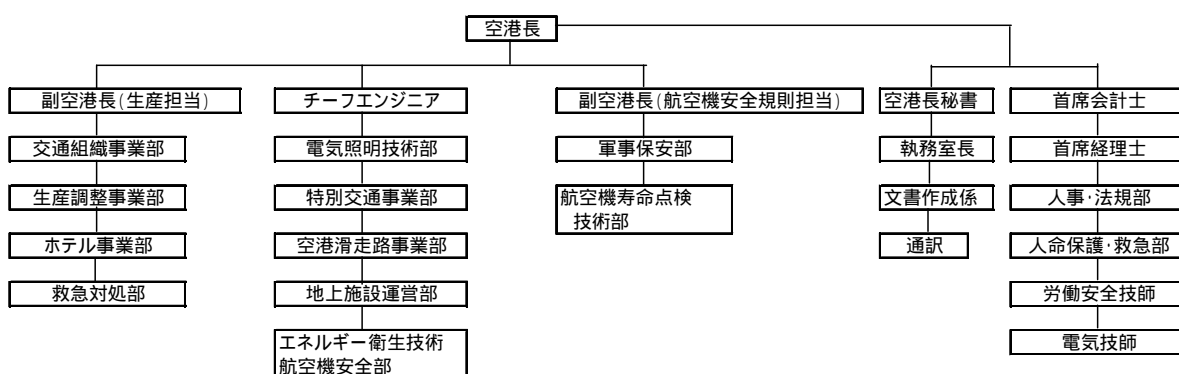 空港長
副空港長(生産担当)
交通組織事業部
生産調整事業部
ホテル事業部
救急対処部
チーフエンジニア
電気照明技術部
特別交通事業部
空港滑走路事業部
地上施設運営部
エネルギー衛生技術
航空機安全部
副空港長(航空機安全規則担当)
軍事保安部
航空機寿命点検
技術部
空港長秘書
執務室長
文書作成係
通訳
首席会計士
首席経理士
人事・法規部
人命保護・救急部
労働安全技師
電気技師